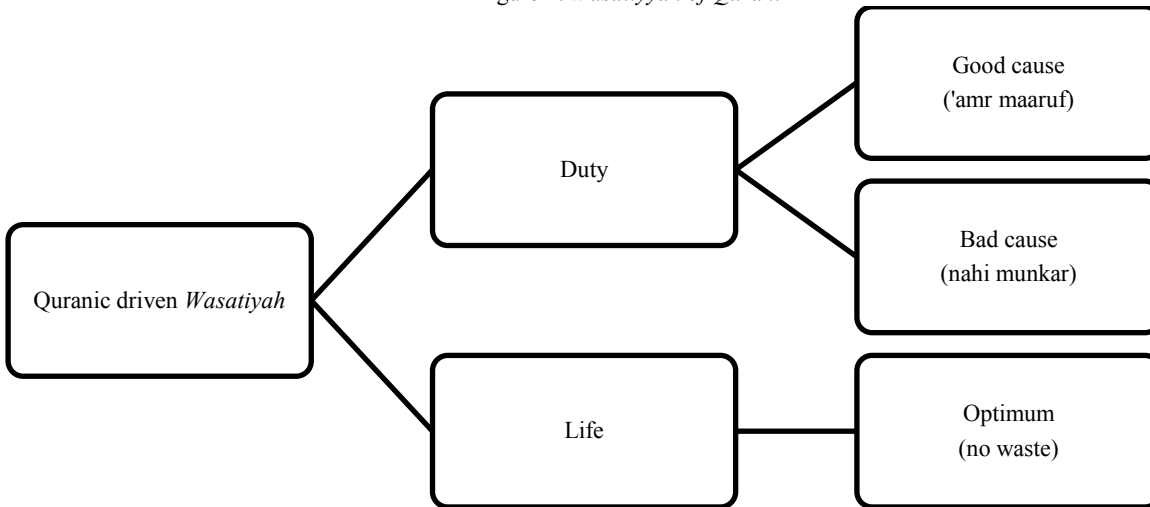 Good cause
('amr maaruf)
Duty
Bad cause
(nahi munkar)
Quranic driven Wasatiyah
Life
Optimum
(no waste)